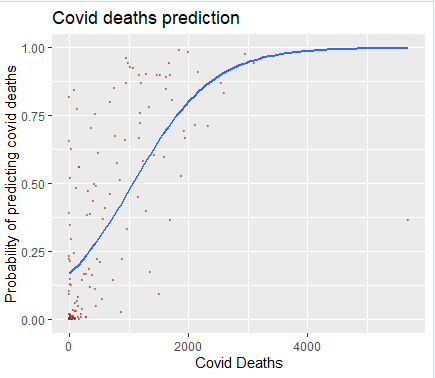 Covid deaths prediction
Probability of predicting covid deaths
1.00
0.75
0.50
0.25
0.00
0
2000
4000
Covid Deaths